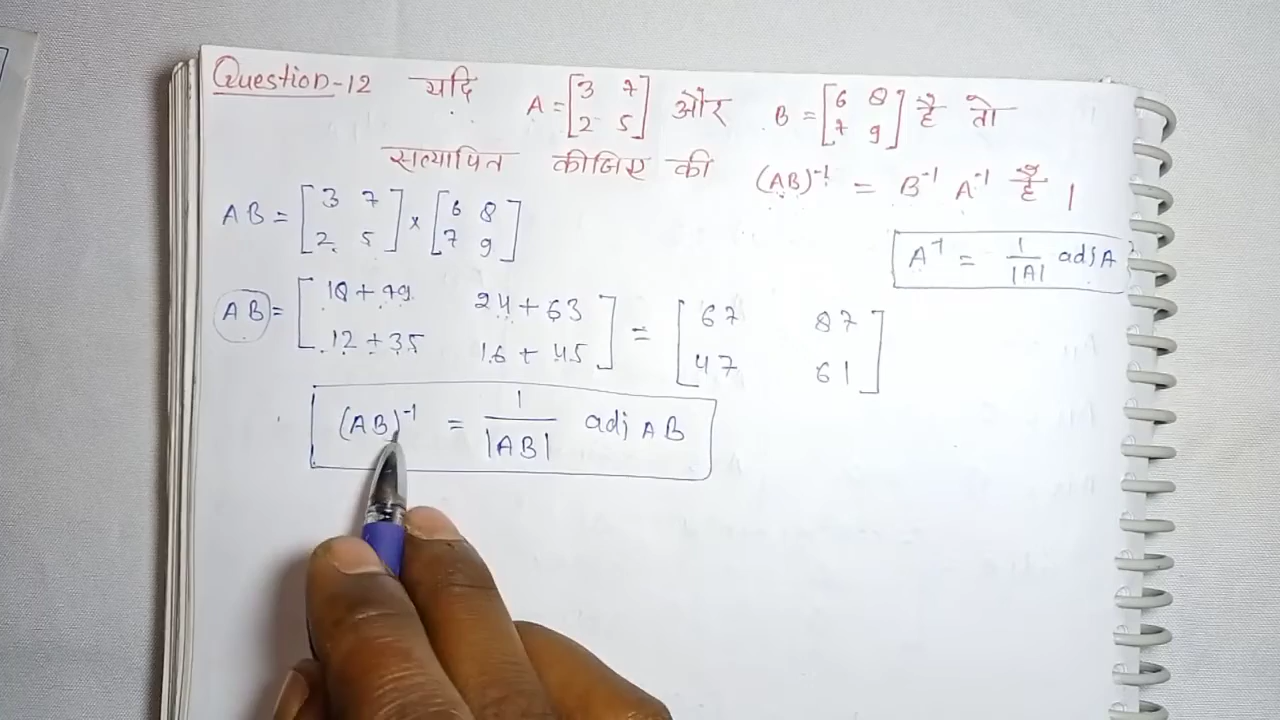 Question-12 यदि A = [3 7 2 5] और B = [6 8 7 9] है तो
सत्यापित कीजिए की (AB)⁻¹ = B⁻¹ A⁻¹ है ।
AB = [3 7 2 5] × [6 8 7 9]
A⁻¹ = 1/|A| adj A
AB = [18+49 24+63 12+35 16+45] = [67 87 47 61]
(AB)⁻¹ = 1/|AB| adj AB